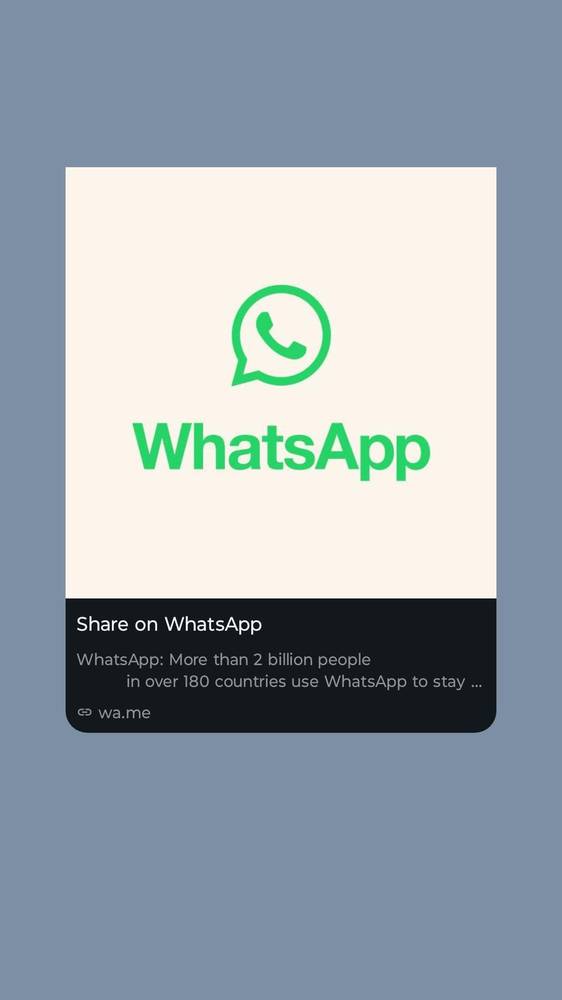 WhatsApp
Share on WhatsApp
WhatsApp: More than 2 billion people
in over 180 countries use WhatsApp to stay ...
wa.me